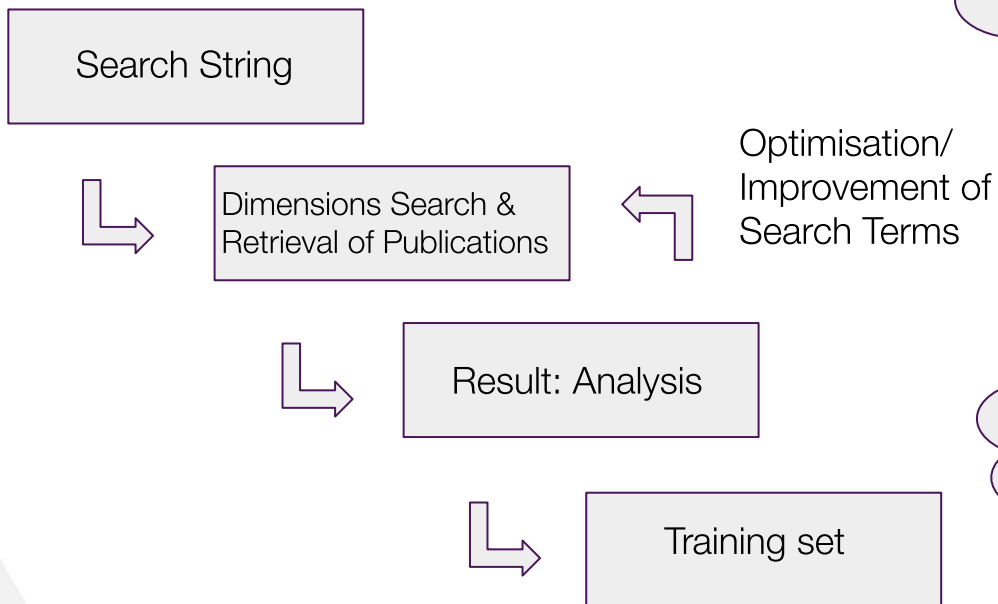 Search String
Dimensions Search &
Retrieval of Publications
Optimisation/
Improvement of
Search Terms
Result: Analysis
Training set